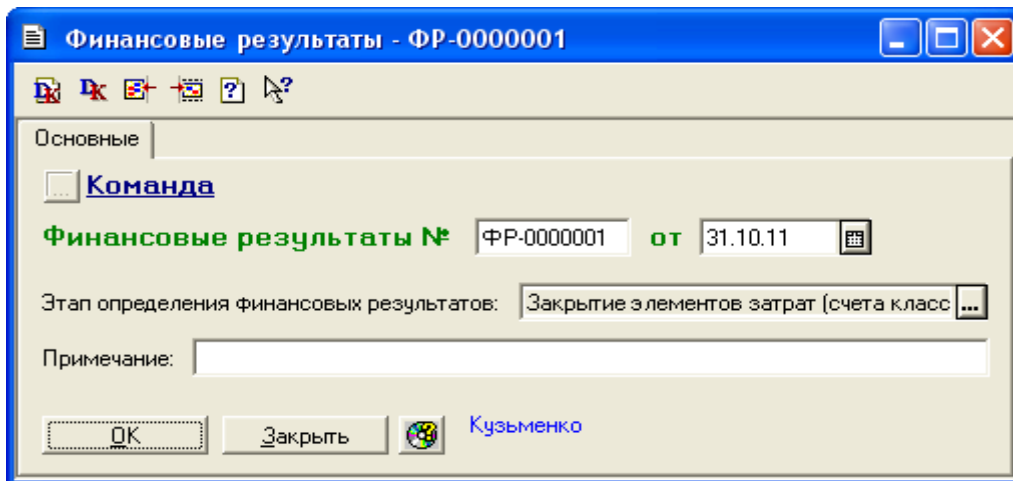 Финансовые результаты - ФР-0000001
Основные
... Команда
Финансовые результаты № ФР-0000001 от 31.10.11
Этап определения финансовых результатов: Закрытие элементов затрат (счета класс ...
Примечание:
OK Закрыть Кузьменко